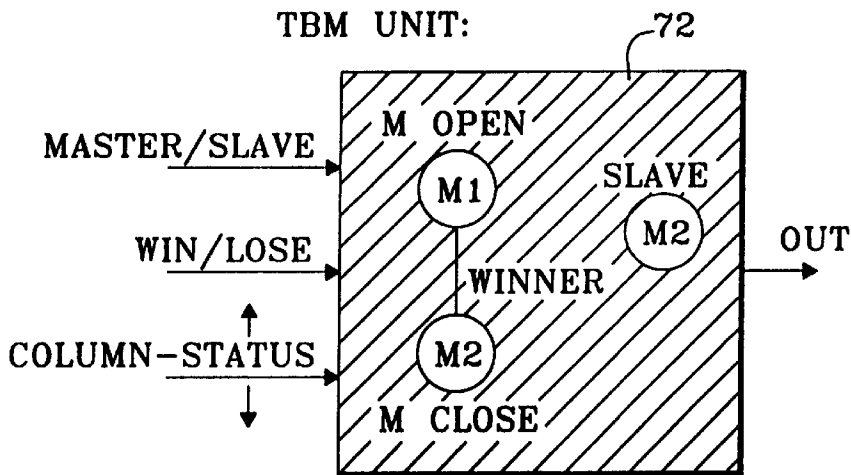 TBM UNIT:
72
M OPEN
MASTER/SLAVE
M1
SLAVE
M2
WIN/LOSE
OUT
WINNER
COLUMN-STATUS
M2
M CLOSE